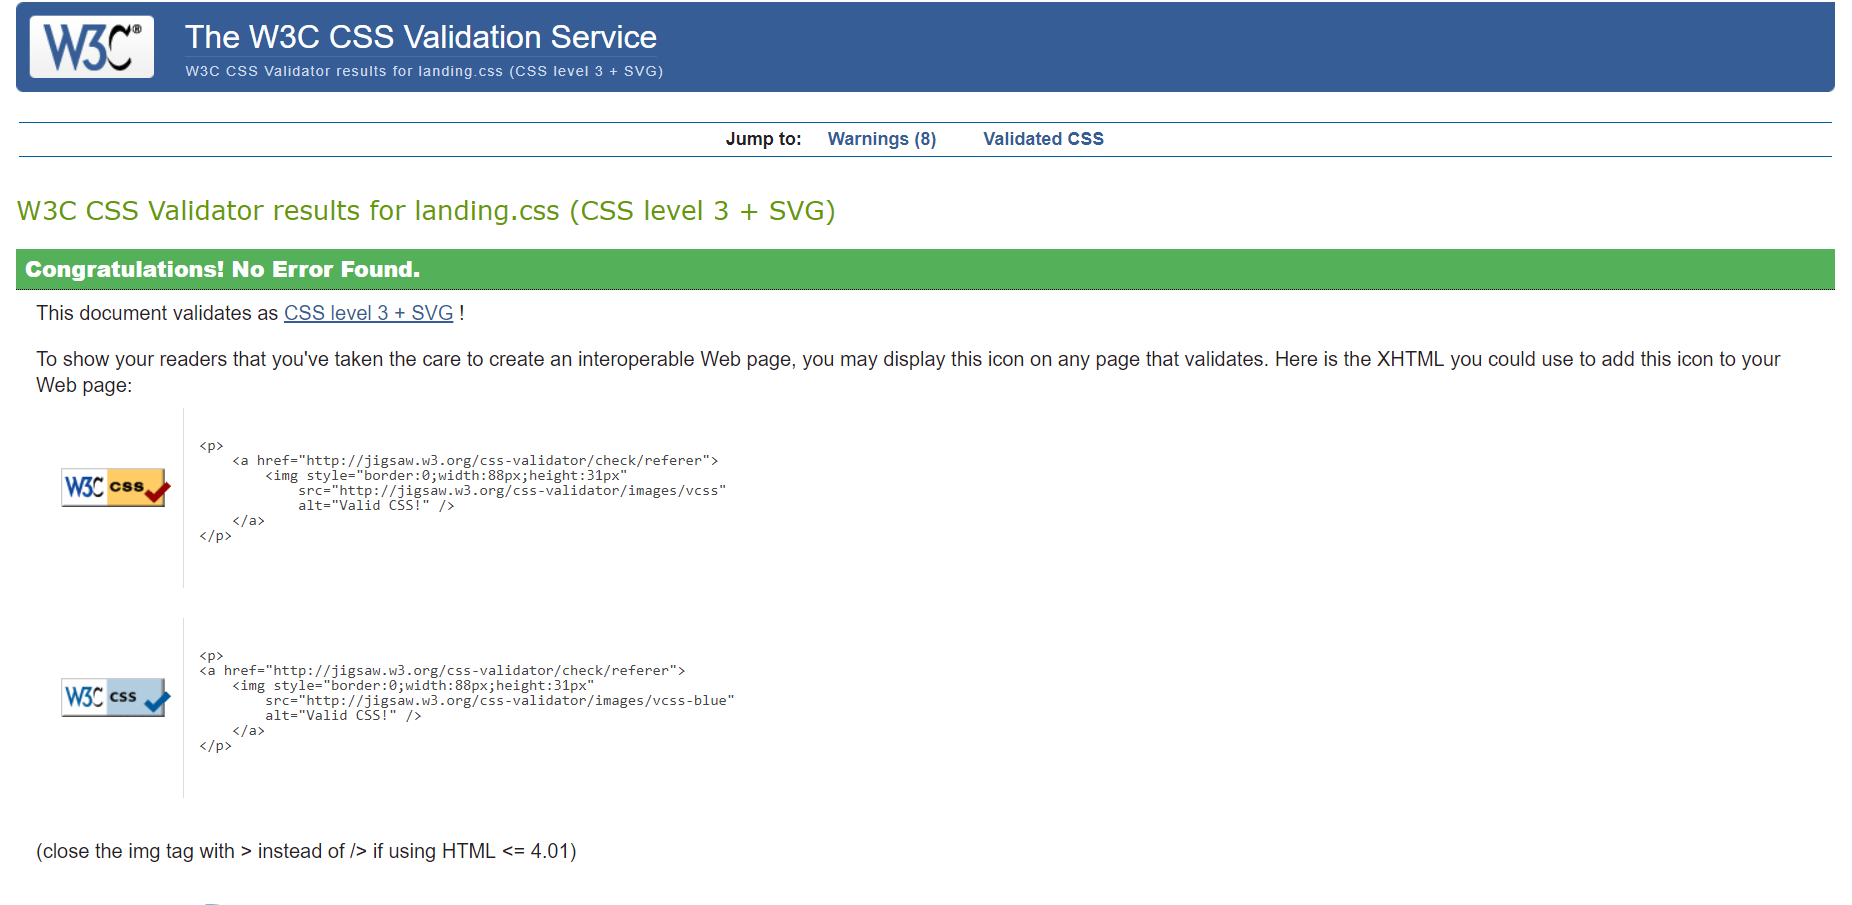 W3C®
The W3C CSS Validation Service
W3C CSS Validator results for landing.css (CSS level 3 + SVG)
Jump to: Warnings (8) Validated CSS
W3C CSS Validator results for landing.css (CSS level 3 + SVG)
Congratulations! No Error Found.
This document validates as CSS level 3 + SVG !
To show your readers that you've taken the care to create an interoperable Web page, you may display this icon on any page that validates. Here is the XHTML you could use to add this icon to your
Web page:
W3C css
<p>
    <a href="http://jigsaw.w3.org/css-validator/check/referer">
        <img style="border:0;width:88px;height:31px"
            src="http://jigsaw.w3.org/css-validator/images/vcss"
            alt="Valid CSS!" />
    </a>
</p>
W3C css
<p>
<a href="http://jigsaw.w3.org/css-validator/check/referer">
    <img style="border:0;width:88px;height:31px"
        src="http://jigsaw.w3.org/css-validator/images/vcss-blue"
        alt="Valid CSS!" />
    </a>
</p>
(close the img tag with > instead of /> if using HTML <= 4.01)